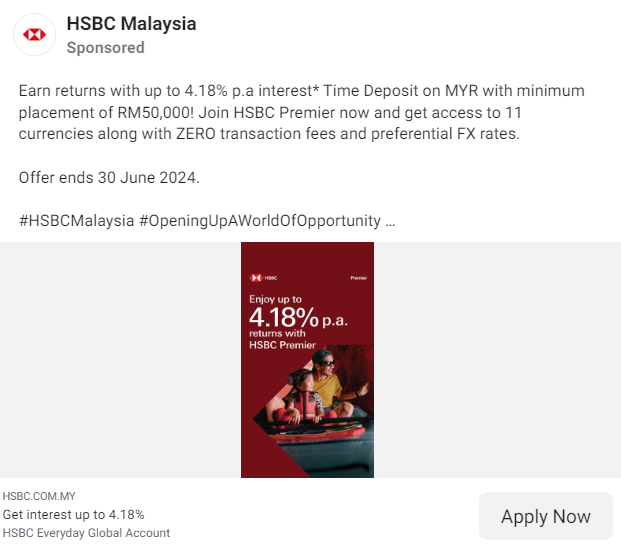 HSBC Malaysia
Sponsored
Earn returns with up to 4.18% p.a interest* Time Deposit on MYR with minimum
placement of RM50,000! Join HSBC Premier now and get access to 11
currencies along with ZERO transaction fees and preferential FX rates.
Offer ends 30 June 2024.
#HSBCMalaysia #OpeningUpAWorldOfOpportunity ...
HSBC Premier
Enjoy up to
4.18% p.a.
returns with
HSBC Premier
HSBC.COM.MY
Get interest up to 4.18%
HSBC Everyday Global Account
Apply Now